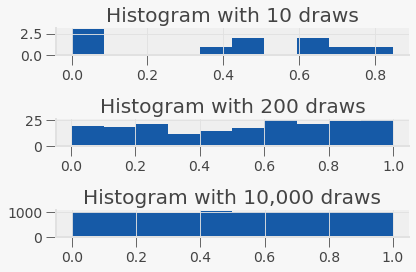 Histogram with 10 draws
2.5
0.0
0.0 0.2 0.4 0.6 0.8
Histogram with 200 draws
25
0
0.0 0.2 0.4 0.6 0.8 1.0
Histogram with 10,000 draws
1000
0
0.0 0.2 0.4 0.6 0.8 1.0